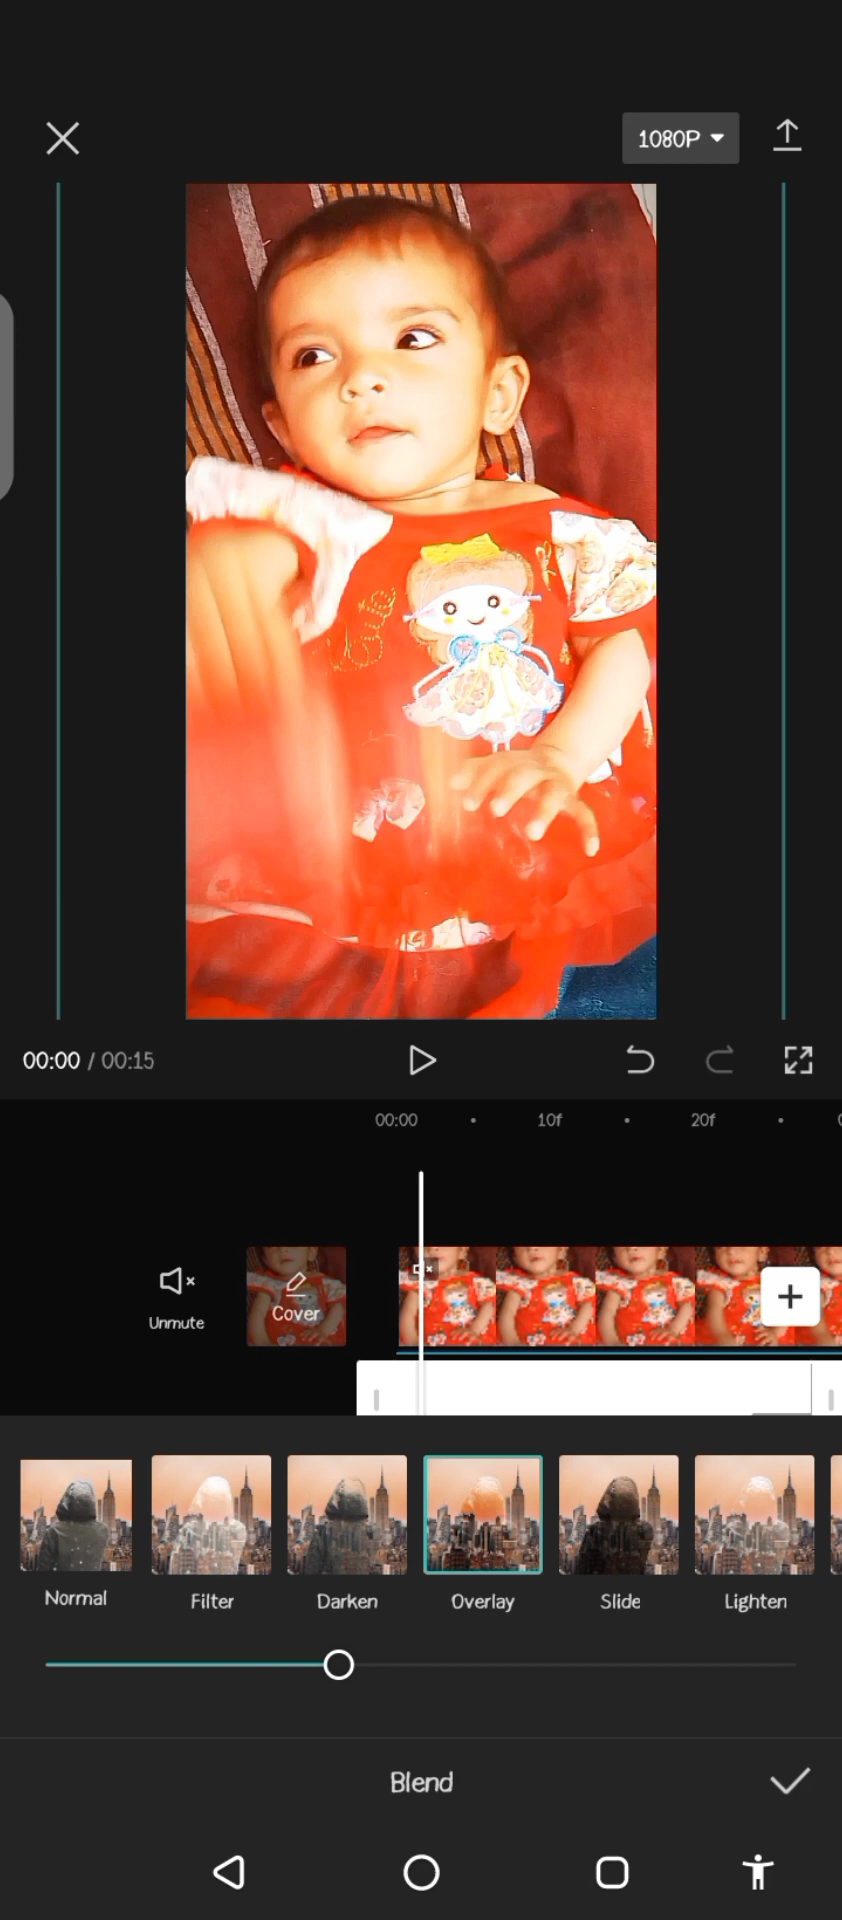 1080P
00:00 / 00:15
00:00 10f 20f
Unmute
Cover
Normal Filter Darken Overlay Slide Lighten
Blend